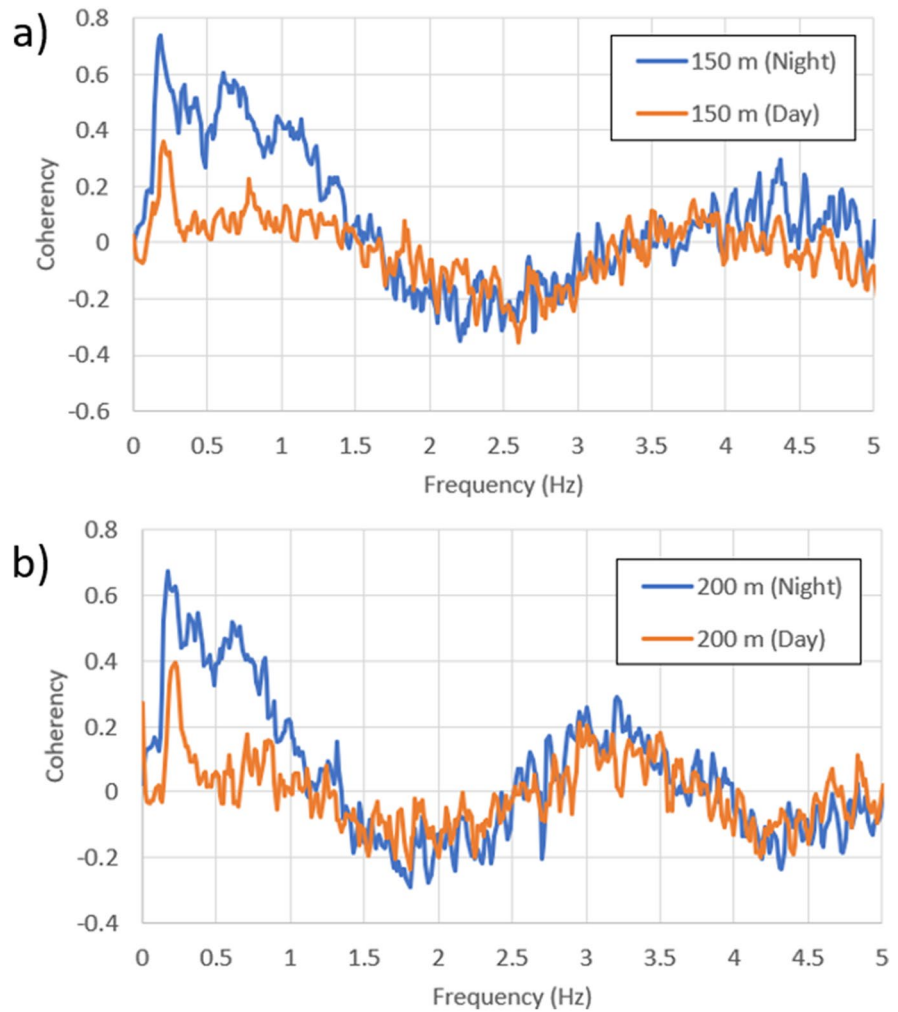 a)
0.8
0.6
0.4
0.2
0
-0.2
-0.4
-0.6
Coherency
150 m (Night)
150 m (Day)
0 0.5 1 1.5 2 2.5 3 3.5 4 4.5 5
Frequency (Hz)
b)
0.8
0.6
0.4
0.2
0
-0.2
-0.4
Coherency
200 m (Night)
200 m (Day)
0 0.5 1 1.5 2 2.5 3 3.5 4 4.5 5
Frequency (Hz)